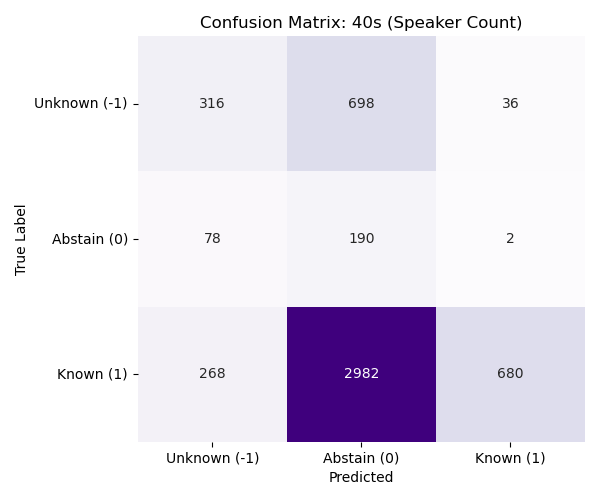 Confusion Matrix: 40s (Speaker Count)
True Label
Unknown (-1) 316 698 36
Abstain (0) 78 190 2
Known (1) 268 2982 680
Unknown (-1) Abstain (0) Known (1)
Predicted